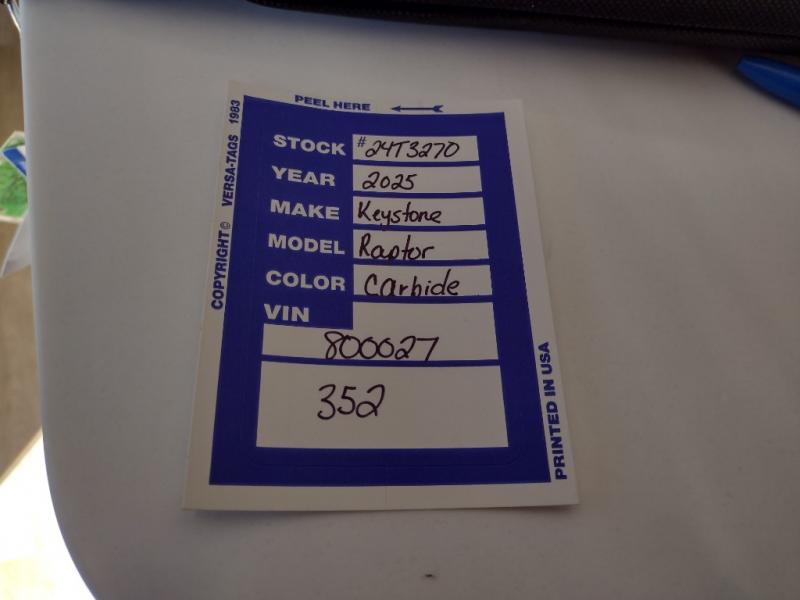 PEEL HERE
COPYRIGHT© VERSA-TAGS 1983
STOCK #24T3270
YEAR 2025
MAKE Keystone
MODEL Raptor
COLOR Carbide
VIN
800027
352
PRINTED IN USA